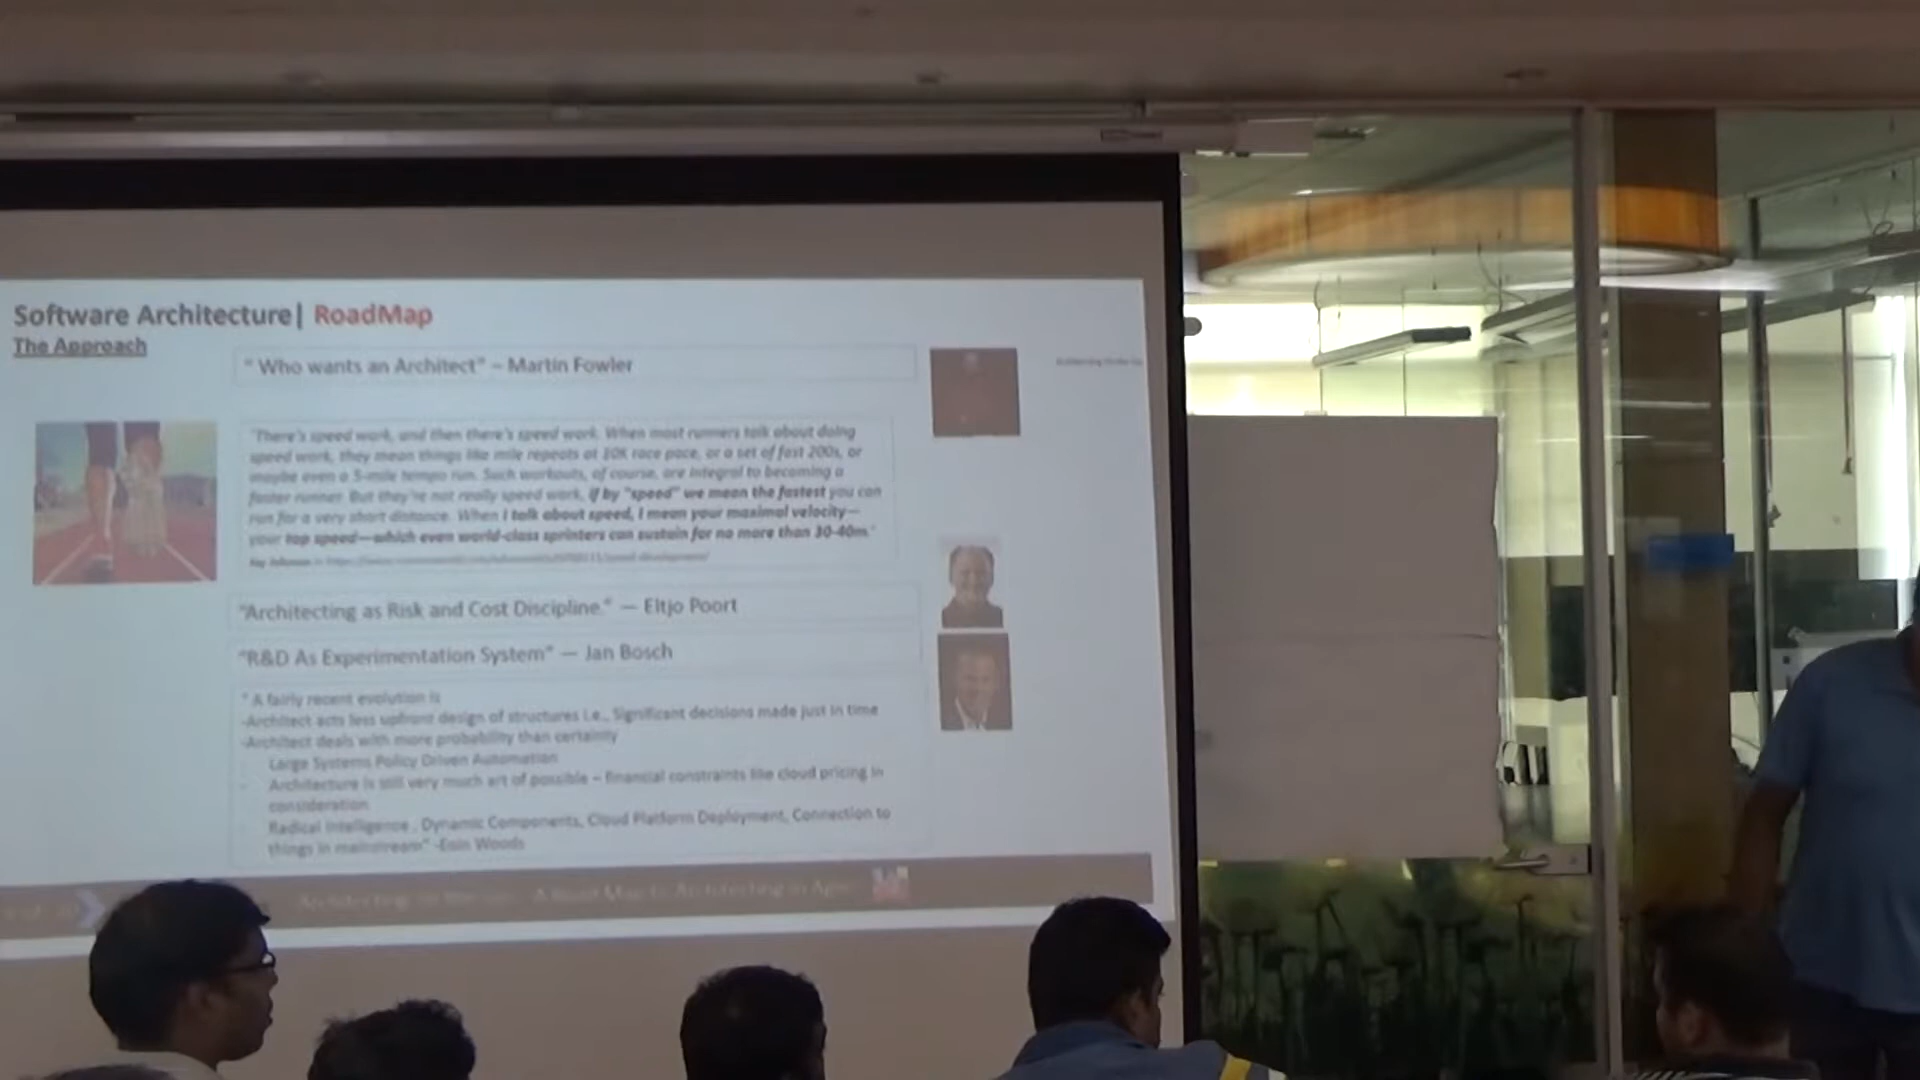 Software Architecture| RoadMap
The Approach
" Who wants an Architect" – Martin Fowler
"There's speed work, and then there's speed work. When most runners talk about doing
speed work, they mean things like mile repeats at 10K race pace, or a set of fast 200s, or
maybe even a 5-mile tempo run. Such workouts, of course, are integral to becoming a
faster runner. But they're not really speed work, if by "speed" we mean the fastest you can
run for a very short distance. When I talk about speed, I mean your maximal velocity—
your top speed—which even world-class sprinters can sustain for no more than 30-40m."
"Architecting as Risk and Cost Discipline." — Eltjo Poort
"R&D As Experimentation System" — Jan Bosch
" A fairly recent evolution is
-Architect acts less upfront design of structures i.e., Significant decisions made just in time
-Architect deals with more probability than certainty
Large Systems Policy Driven Automation
- Architecture is still very much art of possible – financial constraints like cloud pricing in
consideration
Radical Intelligence , Dynamic Components, Cloud Platform Deployment, Connection to
things in mainstream" -Eoin Woods
A Road Map to Architecting in Agile